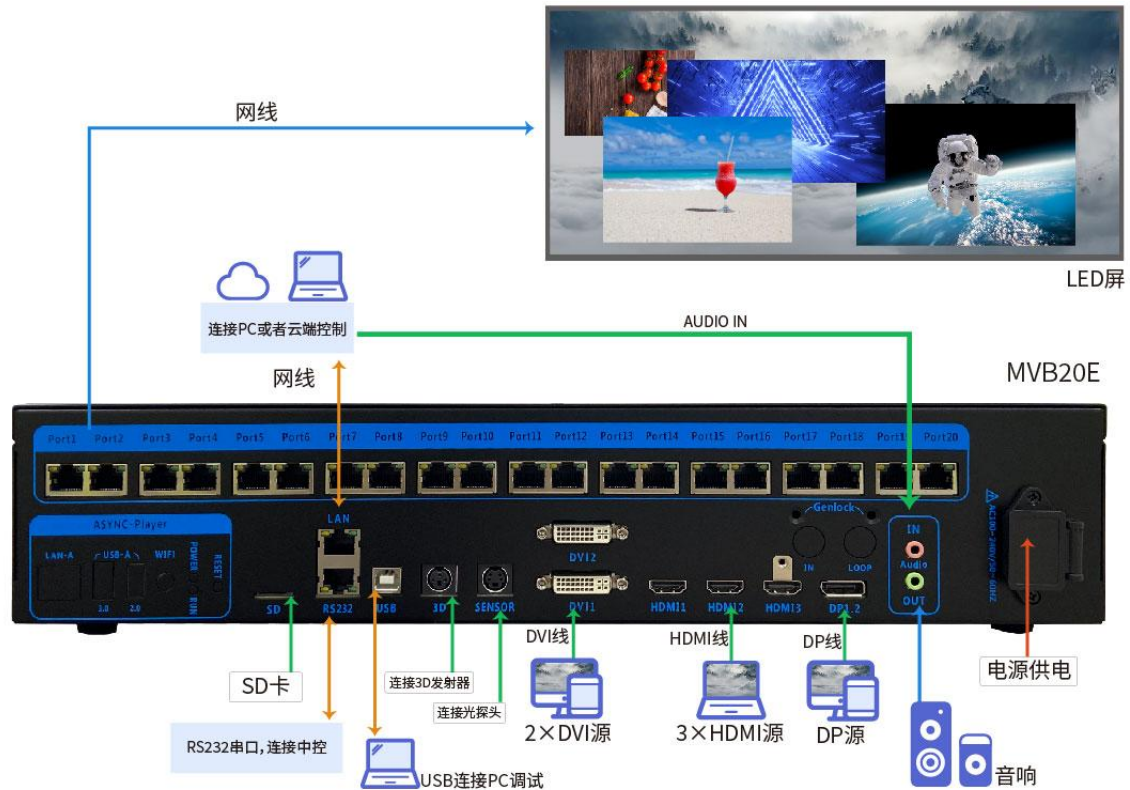 网线
LED屏
连接PC或者云端控制
AUDIO IN
网线
MVB20E
Port1 Port2 Port3 Port4 Port5 Port6 Port7 Port8 Port9 Port10 Port11 Port12 Port13 Port14 Port15 Port16 Port17 Port18 Port19 Port20
ASYNC-Player
LAN-A
USB-A
WIFI
POWER
RUN
RESET
3.0
2.0
LAN
SD
RS232
USB
3D
SENSOR
DVI2
DVI1
HDMI1
HDMI2
HDMI3
DP1.2
Genlock
IN
LOOP
IN
Audio
OUT
AC100-240V/50-60HZ
DVI线
HDMI线
DP线
SD卡
连接3D发射器
连接光探头
2×DVI源
3×HDMI源
DP源
电源供电
RS232串口,连接中控
USB连接PC调试
音响